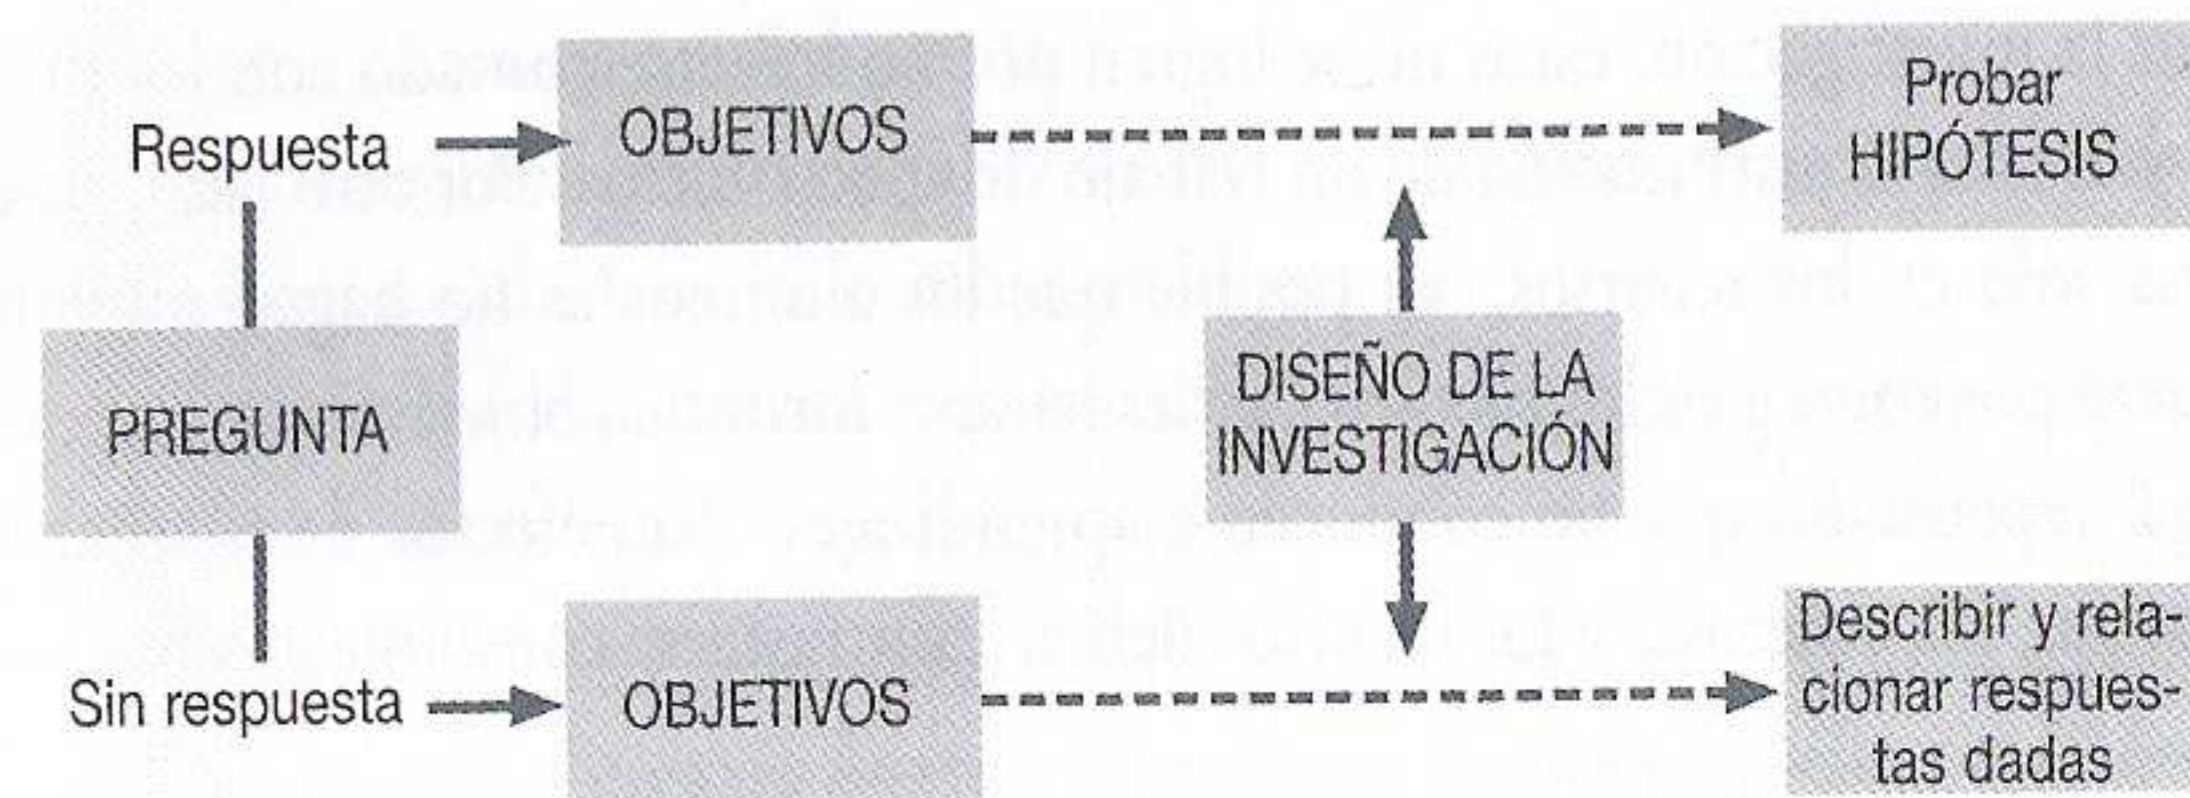 Respuesta
OBJETIVOS
Probar
HIPÓTESIS
PREGUNTA
DISEÑO DE LA
INVESTIGACIÓN
Sin respuesta
OBJETIVOS
Describir y rela-
cionar respues-
tas dadas